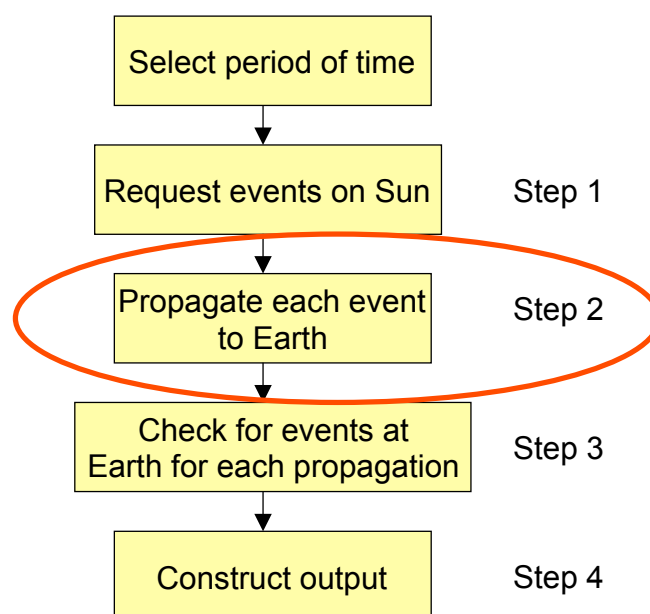 Select period of time
Request events on Sun
Step 1
Propagate each event
to Earth
Step 2
Check for events at
Earth for each propagation
Step 3
Construct output
Step 4